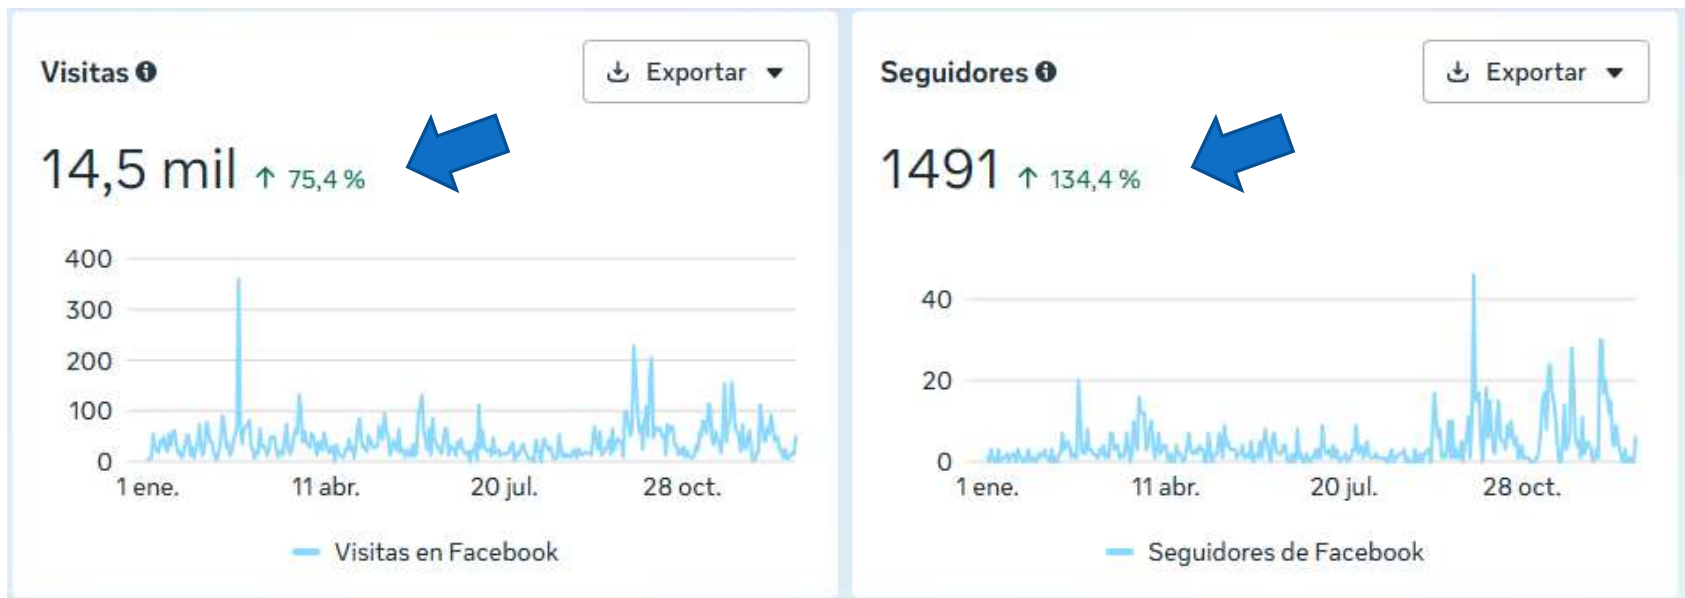 Visitas
Exportar
14,5 mil ↑ 75,4 %
400
300
200
100
0
1 ene.
11 abr.
20 jul.
28 oct.
Visitas en Facebook
Seguidores
Exportar
1491 ↑ 134,4 %
40
20
0
1 ene.
11 abr.
20 jul.
28 oct.
Seguidores de Facebook